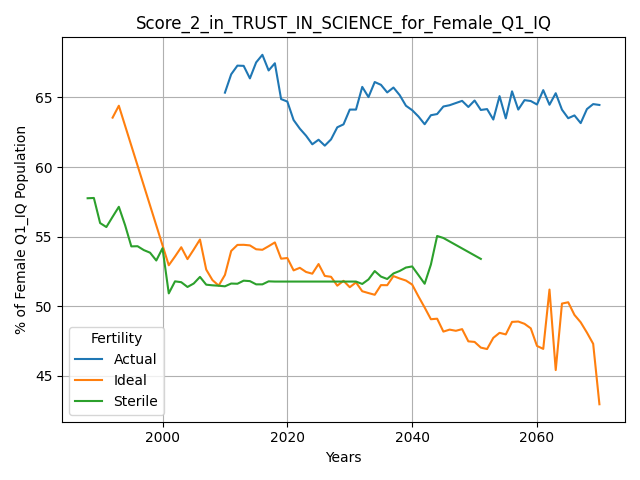 Score_2_in_TRUST_IN_SCIENCE_for_Female_Q1_IQ
% of Female Q1_IQ Population
65
60
55
50
45
Fertility
Actual
Ideal
Sterile
2000 2020 2040 2060
Years